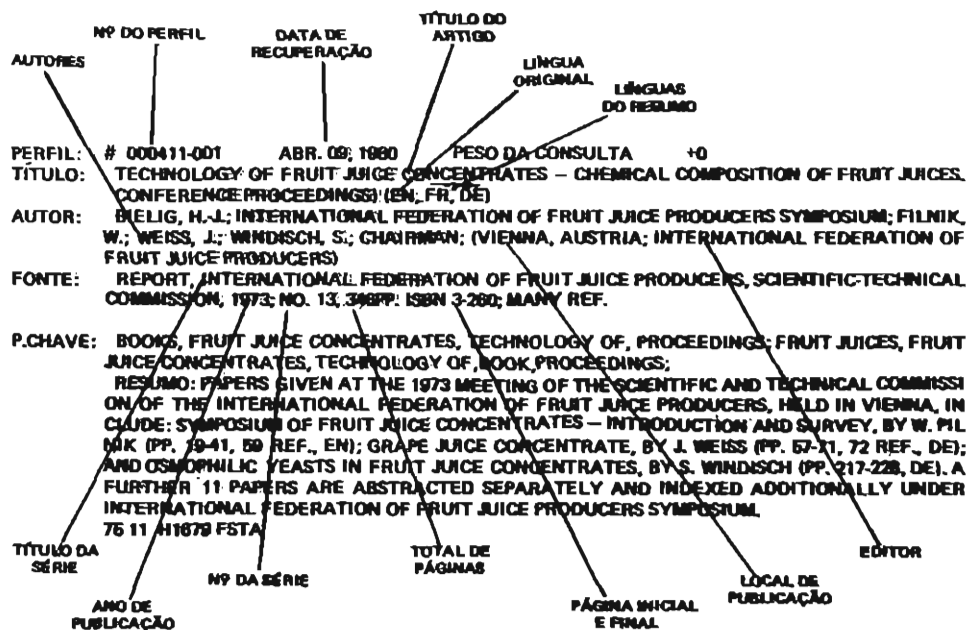 Nº DO PERFIL
DATA DE
RECUPERAÇÃO
TÍTULO DO
ARTIGO
AUTORES
LÍNGUA
ORIGINAL
LÍNGUAS
DO RESUMO
PERFIL: # 000411-001 ABR. 09, 1980 PESO DA CONSULTA +0
TÍTULO: TECHNOLOGY OF FRUIT JUICE CONCENTRATES – CHEMICAL COMPOSITION OF FRUIT JUICES.
CONFERENCE PROCEEDINGS) (EN, FR, DE)
AUTOR: BIELIG, H.J.; INTERNATIONAL FEDERATION OF FRUIT JUICE PRODUCERS SYMPOSIUM; FILNIK,
W.; WEISS, J.; WINDISCH, S.; CHAIRMAN; (VIENNA, AUSTRIA; INTERNATIONAL FEDERATION OF
FRUIT JUICE PRODUCERS)
FONTE: REPORT, INTERNATIONAL FEDERATION OF FRUIT JUICE PRODUCERS, SCIENTIFIC-TECHNICAL
COMMISSION, 1973; NO. 13, PP. ISBN 3-260; MANY REF.
P.CHAVE: BOOKS, FRUIT JUICE CONCENTRATES, TECHNOLOGY OF, PROCEEDINGS; FRUIT JUICES, FRUIT
JUICE CONCENTRATES, TECHNOLOGY OF, BOOK, PROCEEDINGS;
RESUMO: PAPERS GIVEN AT THE 1973 MEETING OF THE SCIENTIFIC AND TECHNICAL COMMISSI
ON OF THE INTERNATIONAL FEDERATION OF FRUIT JUICE PRODUCERS, HELD IN VIENNA, IN
CLUDE: SYMPOSIUM OF FRUIT JUICE CONCENTRATES – INTRODUCTION AND SURVEY, BY W. PIL
NIK (PP. 41, 59 REF., EN); GRAPE JUICE CONCENTRATE, BY J. WEISS (PP. 57-71, 72 REF., DE);
AND OSMOPHILIC YEASTS IN FRUIT JUICE CONCENTRATES, BY S. WINDISCH (PP. 217-228, DE). A
FURTHER 11 PAPERS ARE ABSTRACTED SEPARATELY AND INDEXED ADDITIONALLY UNDER
INTERNATIONAL FEDERATION OF FRUIT JUICE PRODUCERS SYMPOSIUM.
75 11 H1679 FSTA
TÍTULO DA
SÉRIE
TOTAL DE
PÁGINAS
EDITOR
Nº DA SÉRIE
LOCAL DE
PUBLICAÇÃO
ANO DE
PUBLICAÇÃO
PÁGINA INICIAL
E FINAL